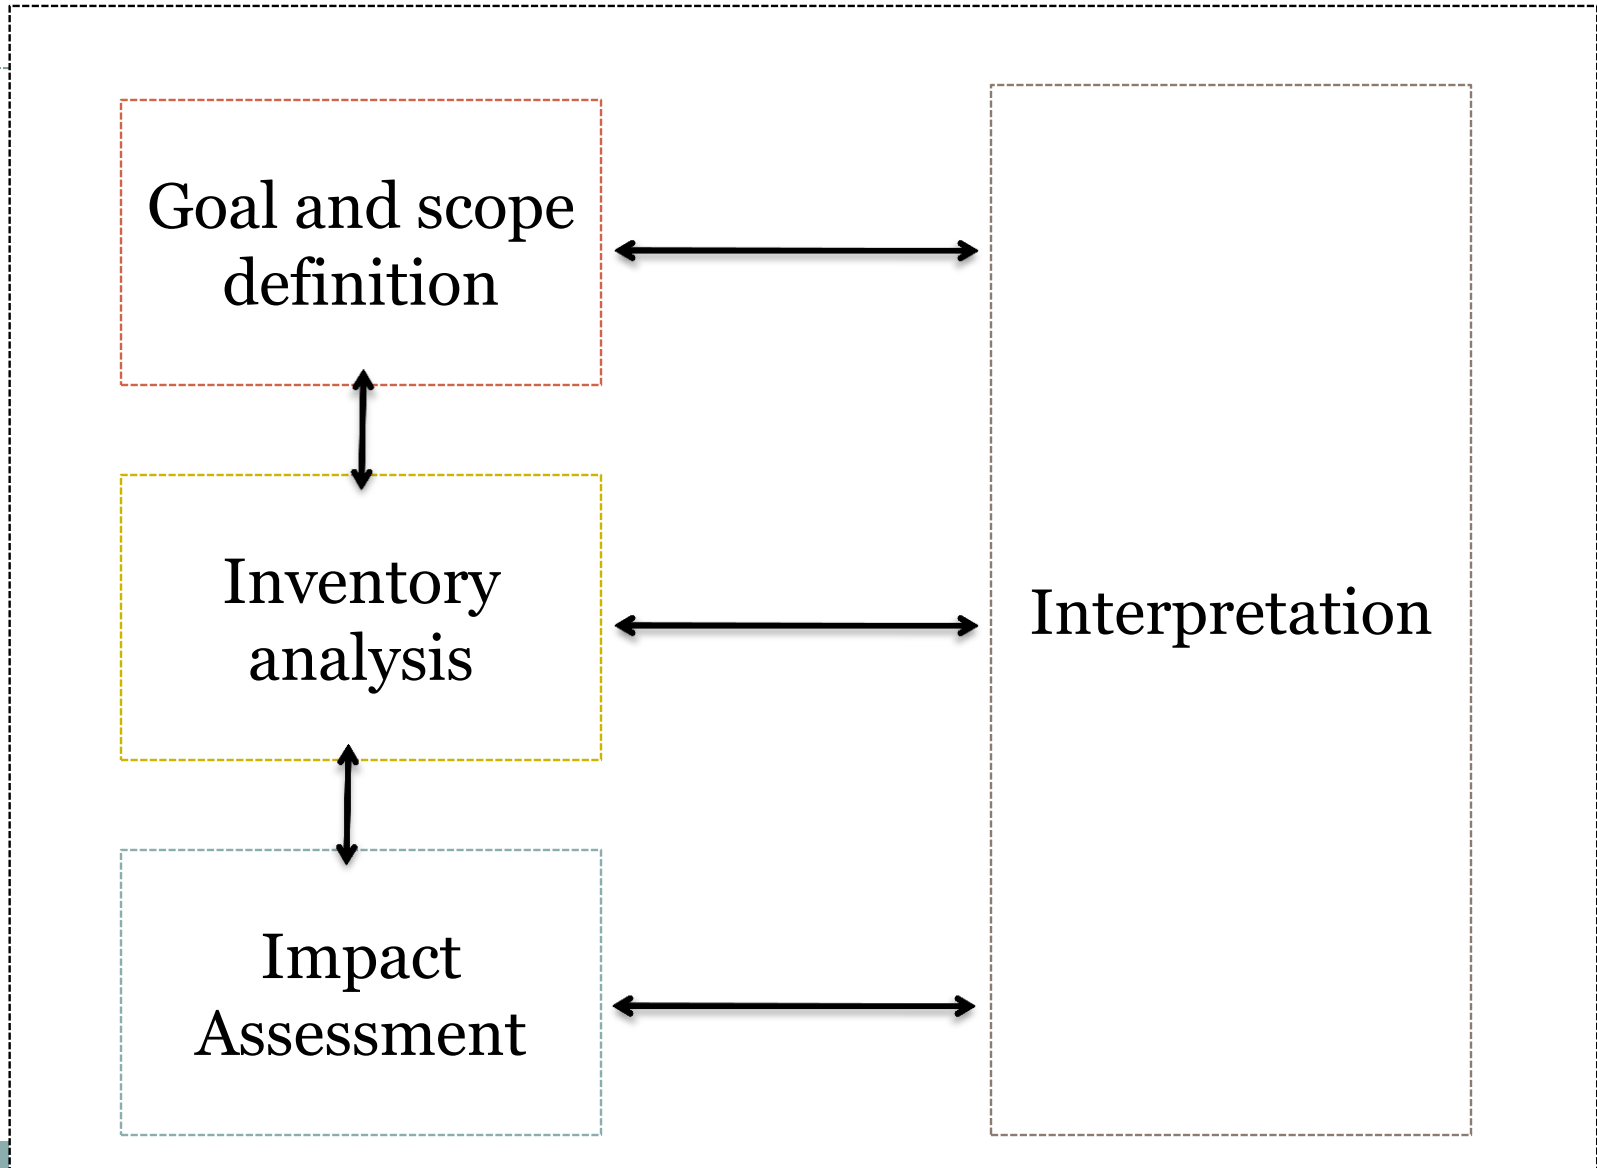 Goal and scope
definition
Inventory
analysis
Interpretation
Impact
Assessment